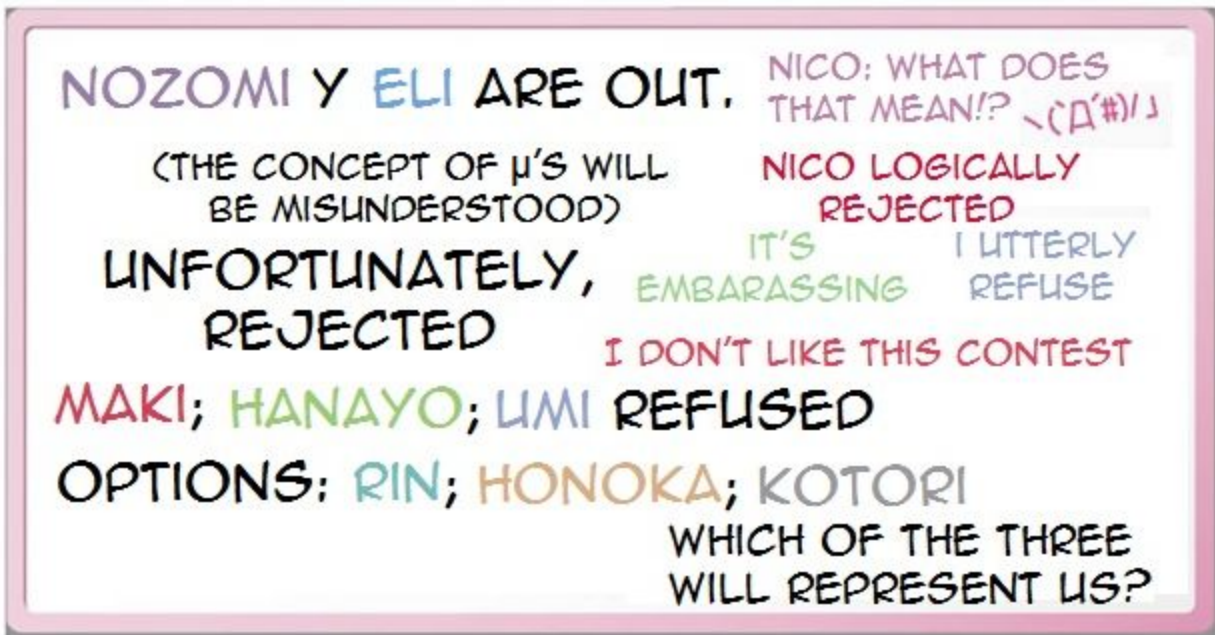 NOZOMI Y ELI ARE OUT.
NICO: WHAT DOES
THAT MEAN!? ヽ(`Д´#)/ 」
(THE CONCEPT OF μ'S WILL
BE MISUNDERSTOOD)
NICO LOGICALLY
REJECTED
UNFORTUNATELY,
REJECTED
IT'S
EMBARASSING
I UTTERLY
REFUSE
I DON'T LIKE THIS CONTEST
MAKI; HANAYO; UMI REFUSED
OPTIONS: RIN; HONOKA; KOTORI
WHICH OF THE THREE
WILL REPRESENT US?